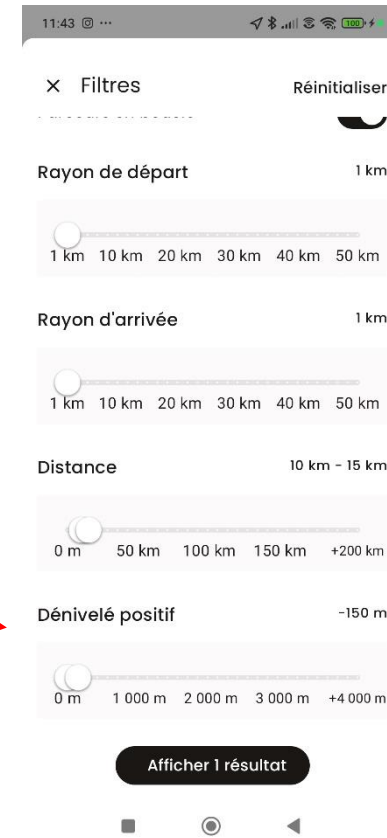 11:43
100
× Filtres Réinitialiser
Rayon de départ 1 km
1 km 10 km 20 km 30 km 40 km 50 km
Rayon d'arrivée 1 km
1 km 10 km 20 km 30 km 40 km 50 km
Distance 10 km - 15 km
0 m 50 km 100 km 150 km +200 km
Dénivelé positif -150 m
0 m 1 000 m 2 000 m 3 000 m +4 000 m
Afficher 1 résultat